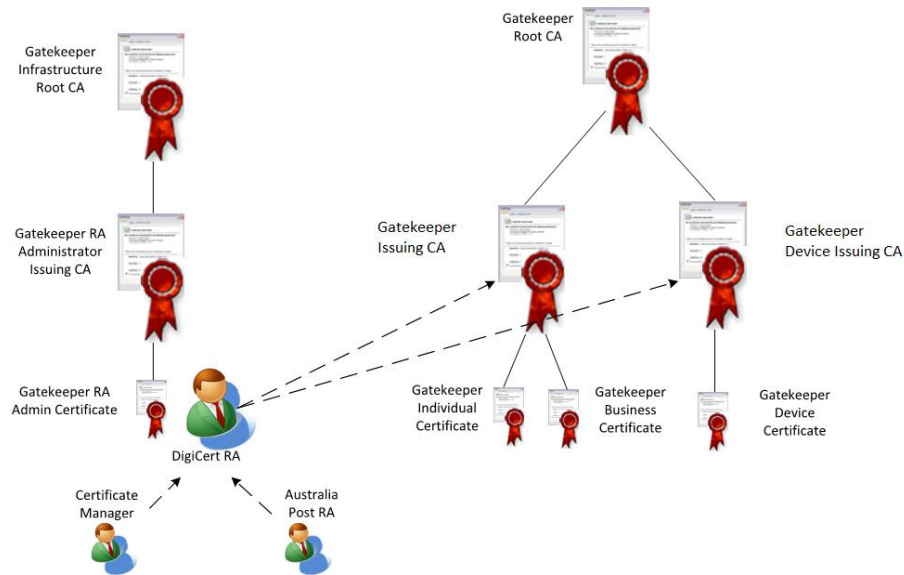 Gatekeeper
Infrastructure
Root CA
Gatekeeper
Root CA
Gatekeeper RA
Administrator
Issuing CA
Gatekeeper
Issuing CA
Gatekeeper
Device Issuing CA
Gatekeeper RA
Admin Certificate
DigiCert RA
Gatekeeper
Individual
Certificate
Gatekeeper
Business
Certificate
Gatekeeper
Device
Certificate
Certificate
Manager
Australia
Post RA